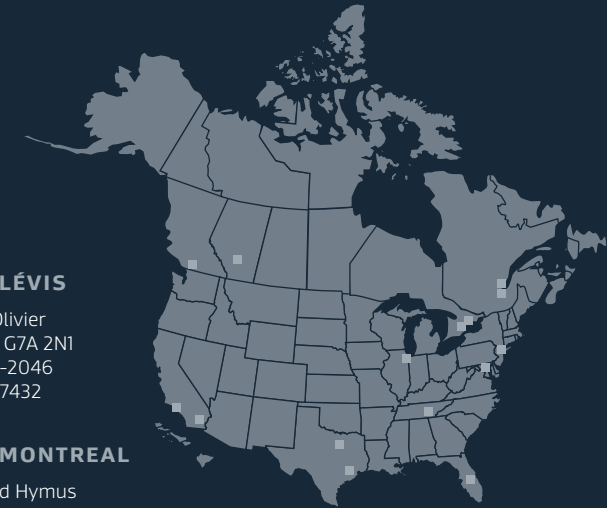 LÉVIS
Olivier
G7A 2N1
-2046
7432
MONTREAL
d Hymus